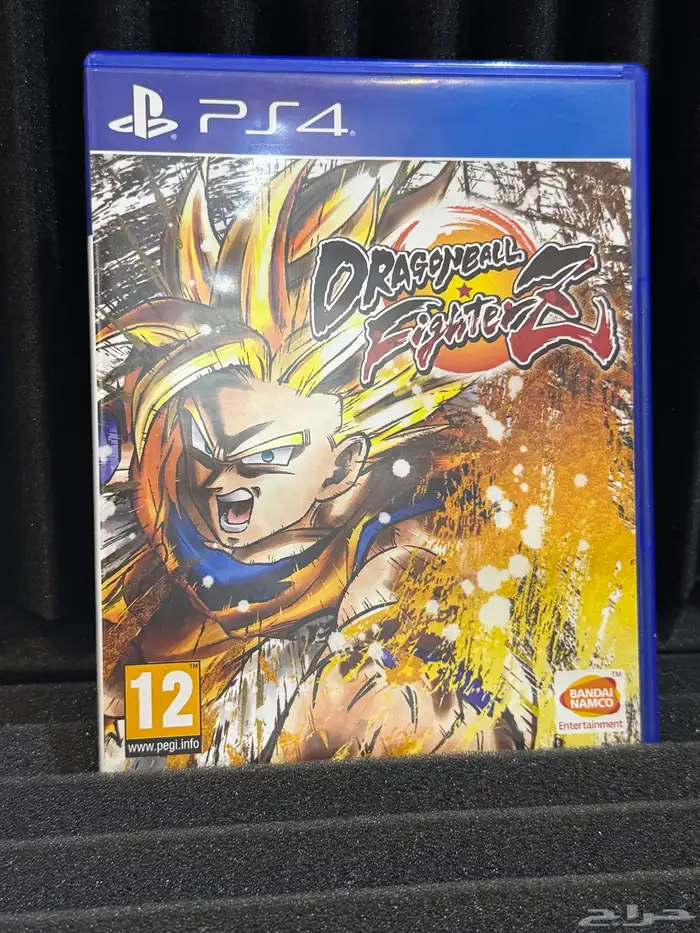 PS4
DRAGONBALL
FighterZ
12
www.pegi.info
BANDAI
NAMCO
Entertainment
حراج